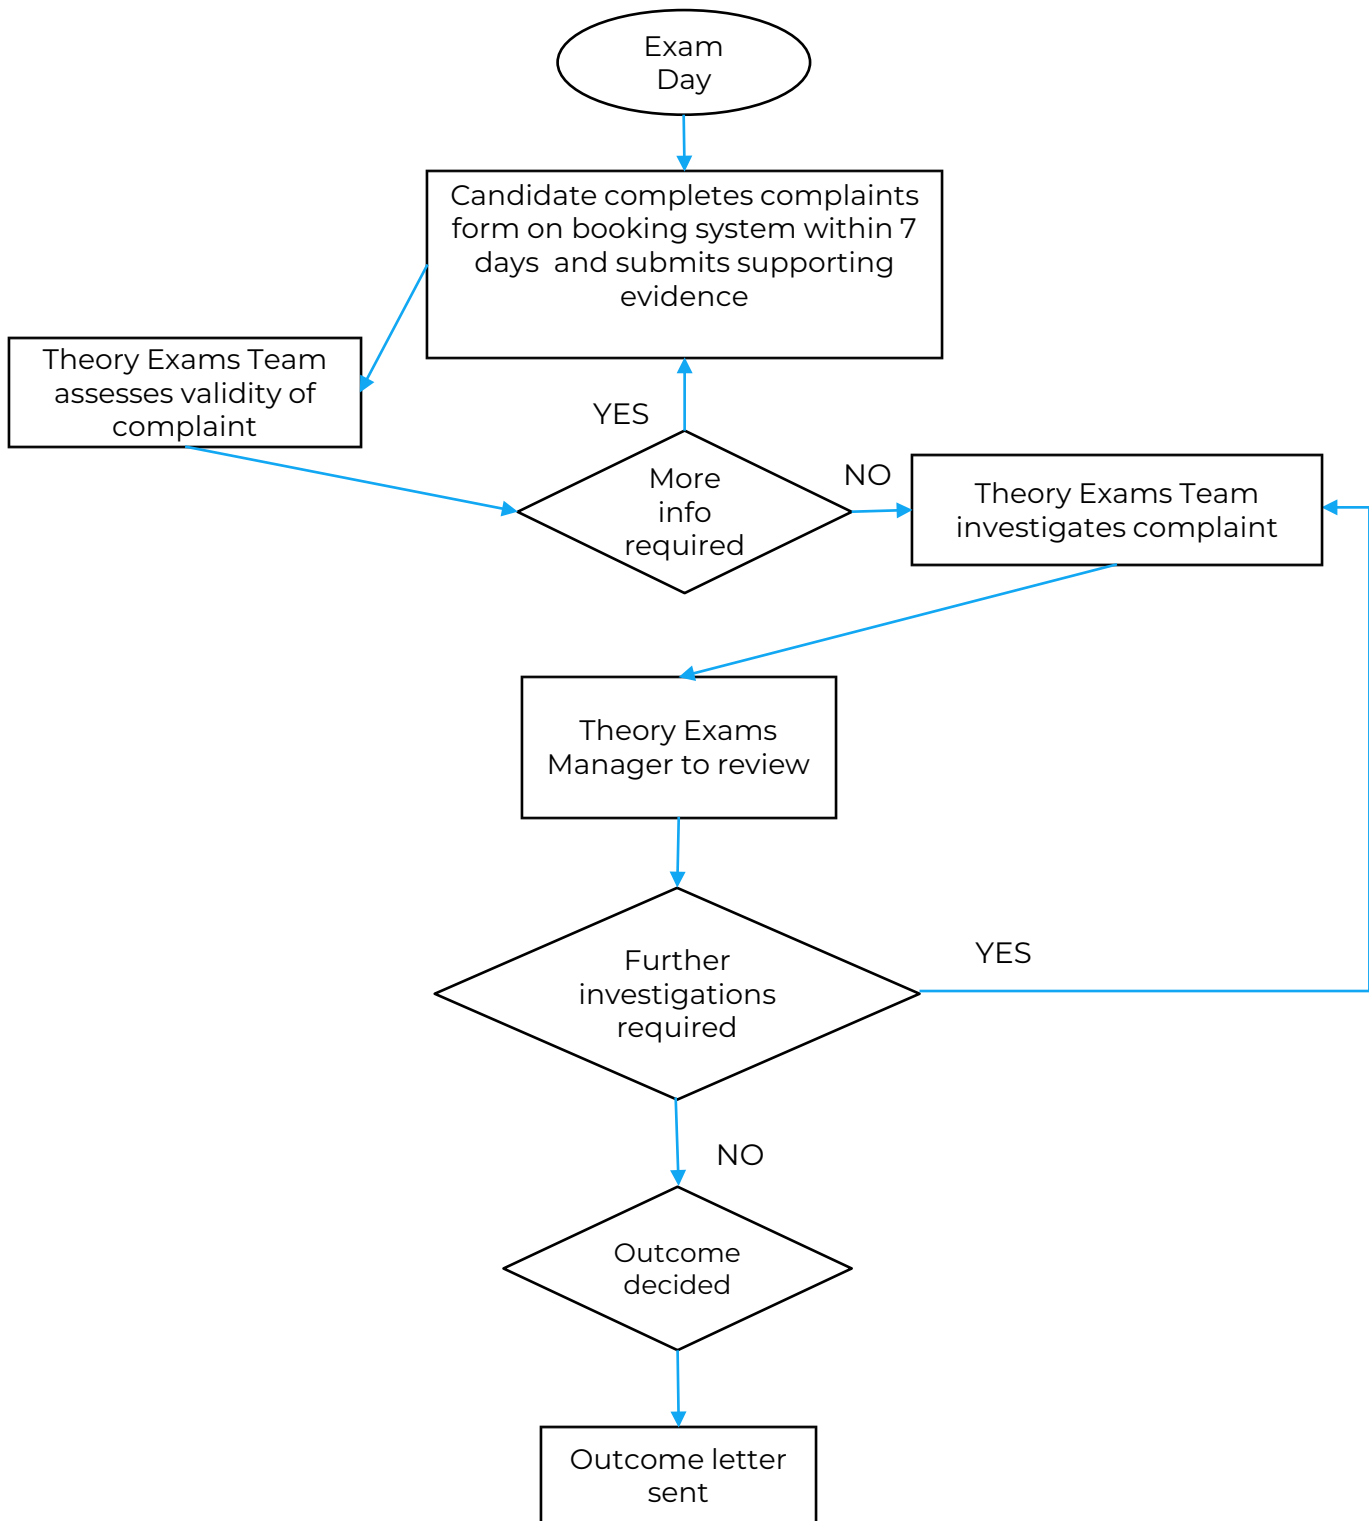 Exam
Day
Candidate completes complaints
form on booking system within 7
days  and submits supporting
evidence
Theory Exams Team
assesses validity of
complaint
YES
More
info
required
NO
Theory Exams Team
investigates complaint
Theory Exams
Manager to review
Further
investigations
required
YES
NO
Outcome
decided
Outcome letter
sent